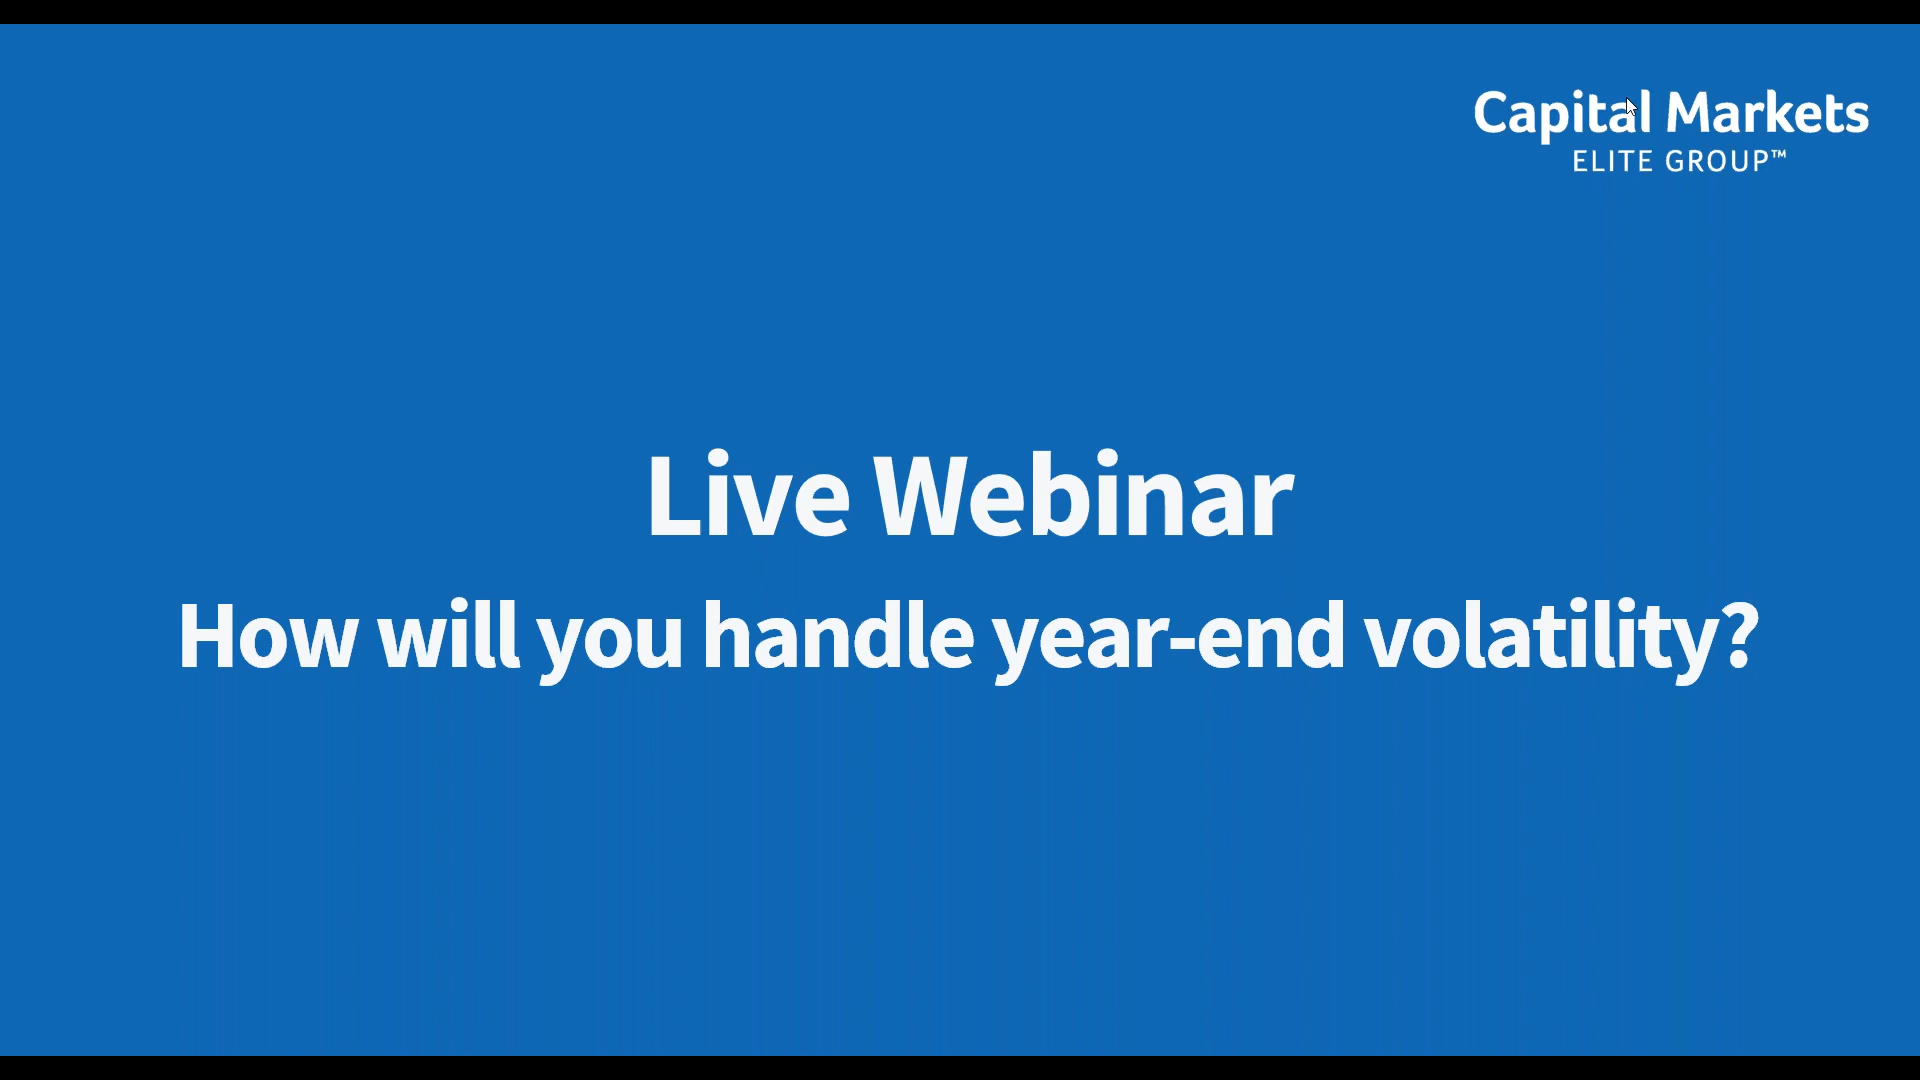 Capital Markets
ELITE GROUP™
Live Webinar
How will you handle year-end volatility?